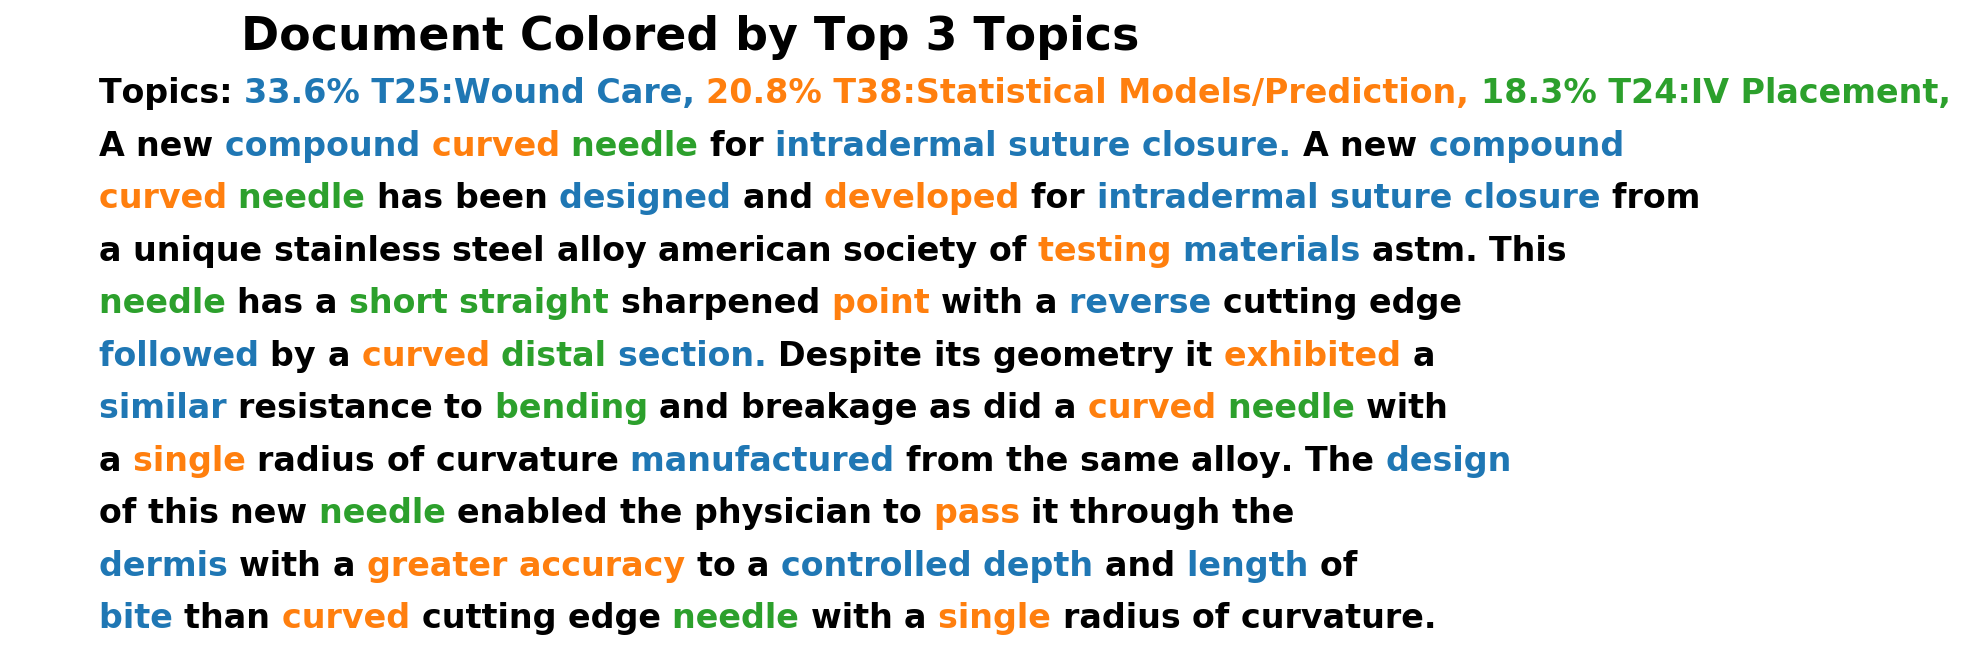 Document Colored by Top 3 Topics
Topics: 33.6% T25:Wound Care, 20.8% T38:Statistical Models/Prediction, 18.3% T24:IV Placement,
A new compound curved needle for intradermal suture closure. A new compound
curved needle has been designed and developed for intradermal suture closure from
a unique stainless steel alloy american society of testing materials astm. This
needle has a short straight sharpened point with a reverse cutting edge
followed by a curved distal section. Despite its geometry it exhibited a
similar resistance to bending and breakage as did a curved needle with
a single radius of curvature manufactured from the same alloy. The design
of this new needle enabled the physician to pass it through the
dermis with a greater accuracy to a controlled depth and length of
bite than curved cutting edge needle with a single radius of curvature.